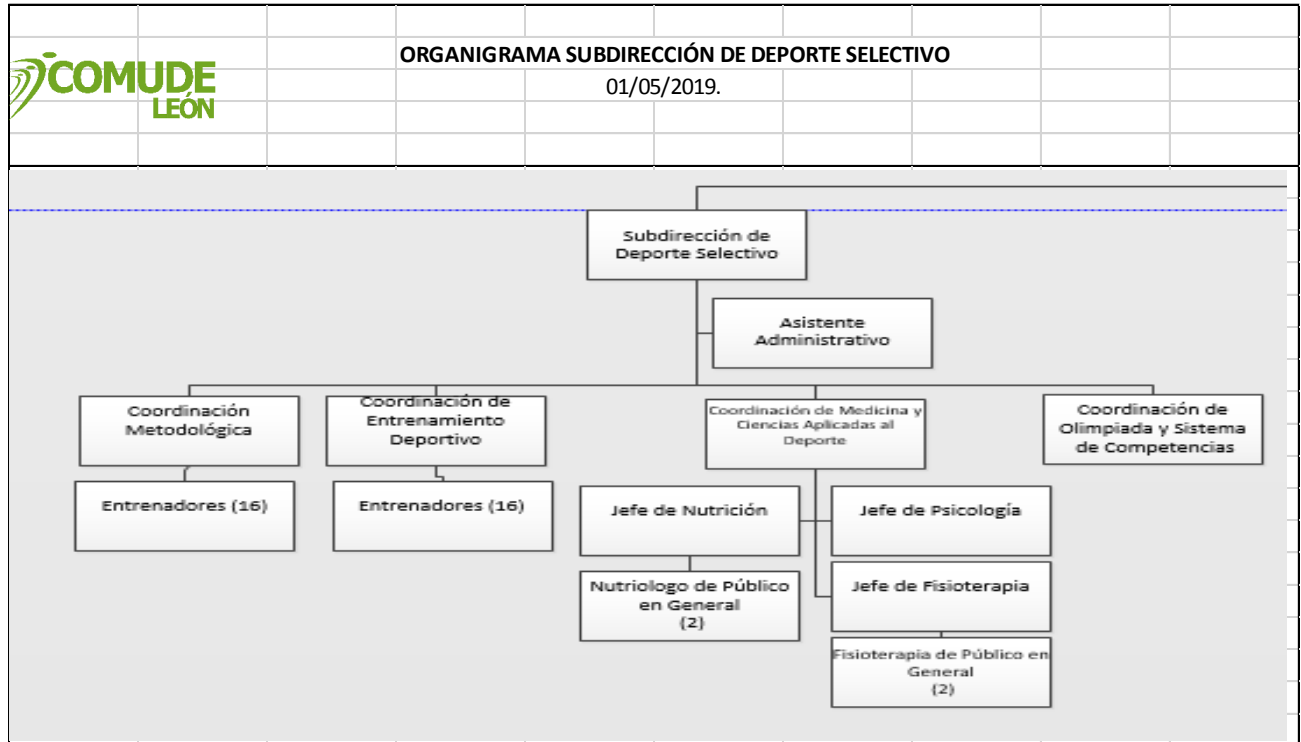 COMUDE
LEÓN
ORGANIGRAMA SUBDIRECCIÓN DE DEPORTE SELECTIVO
01/05/2019.
Subdirección de
Deporte Selectivo
Asistente
Administrativo
Coordinación
Metodológica
Coordinación de
Entrenamiento
Deportivo
Coordinación de Medicina y
Ciencias Aplicadas al
Deporte
Coordinación de
Olimpiada y Sistema
de Competencias
Entrenadores (16)
Entrenadores (16)
Jefe de Nutrición
Jefe de Psicología
Nutriologo de Público
en General
(2)
Jefe de Fisioterapia
Fisioterapia de Público en
General
(2)